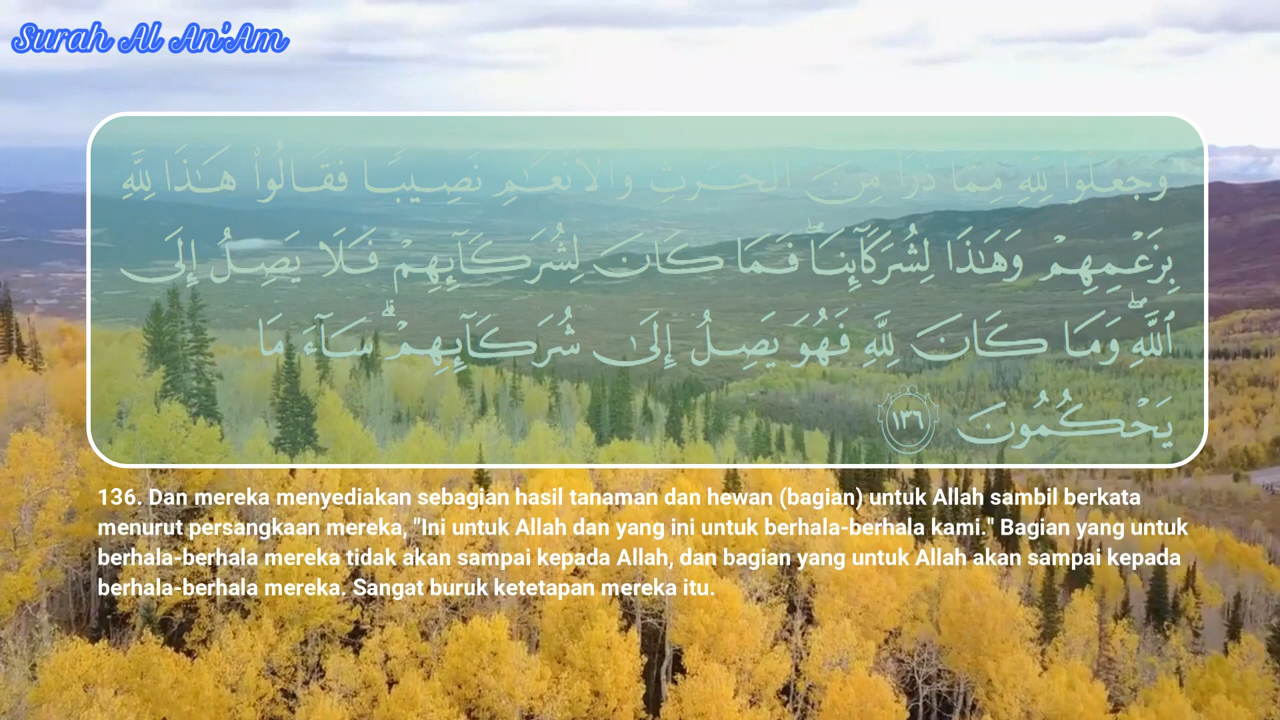 Surah Al An'Am
وَجَعَلُوا۟ لِلَّهِ مِمَّا ذَرَأَ مِنَ ٱلْحَرْثِ وَٱلْأَنْعَـٰمِ نَصِيبًا فَقَالُوا۟ هَـٰذَا لِلَّهِ
بِزَعْمِهِمْ وَهَـٰذَا لِشُرَكَآئِنَا ۖ فَمَا كَانَ لِشُرَكَآئِهِمْ فَلَا يَصِلُ إِلَى
ٱللَّهِ ۖ وَمَا كَانَ لِلَّهِ فَهُوَ يَصِلُ إِلَىٰ شُرَكَآئِهِمْ ۗ سَآءَ مَا
يَحْكُمُونَ ١٣٦
136. Dan mereka menyediakan sebagian hasil tanaman dan hewan (bagian) untuk Allah sambil berkata
menurut persangkaan mereka, "Ini untuk Allah dan yang ini untuk berhala-berhala kami." Bagian yang untuk
berhala-berhala mereka tidak akan sampai kepada Allah, dan bagian yang untuk Allah akan sampai kepada
berhala-berhala mereka. Sangat buruk ketetapan mereka itu.